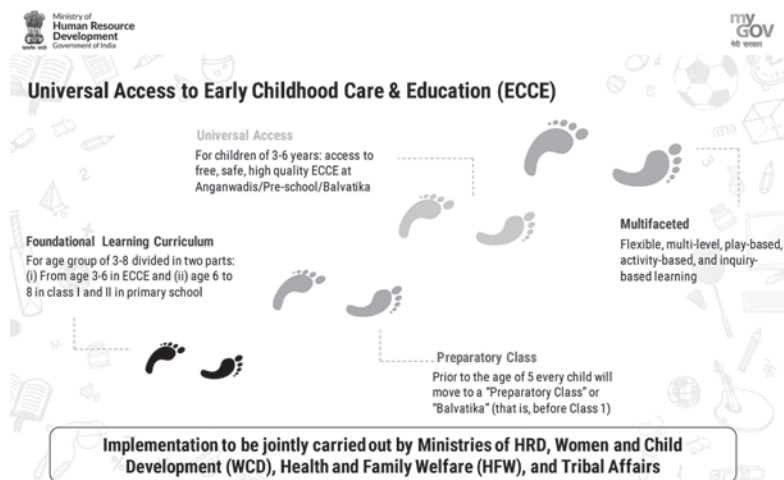 Ministry of
Human Resource
Development
Government of India
सत्यमेव जयते
my
GOV
मेरी सरकार
Universal Access to Early Childhood Care & Education (ECCE)
Universal Access
For children of 3-6 years: access to
free, safe, high quality ECCE at
Anganwadis/Pre-school/Balvatika
Multifaceted
Flexible, multi-level, play-based,
activity-based, and inquiry-
based learning
Foundational Learning Curriculum
For age group of 3-8 divided in two parts:
(i) From age 3-6 in ECCE and (ii) age 6 to
8 in class I and II in primary school
Preparatory Class
Prior to the age of 5 every child will
move to a “Preparatory Class” or
“Balvatika” (that is, before Class 1)
Implementation to be jointly carried out by Ministries of HRD, Women and Child
Development (WCD), Health and Family Welfare (HFW), and Tribal Affairs